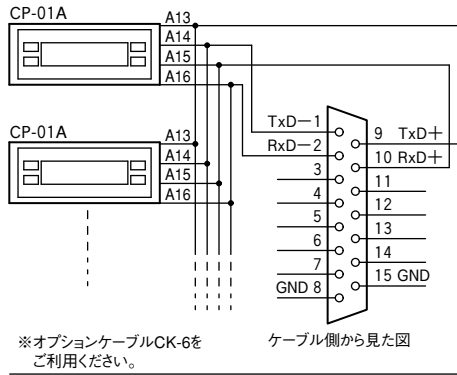 CP-01A
A13
A14
A15
A16
CP-01A
A13
A14
A15
A16
TxD－1
RxD－2
3
4
5
6
7
GND 8
9 TxD＋
10 RxD＋
11
12
13
14
15 GND
※オプションケーブルCK-6を
ご利用ください。
ケーブル側から見た図